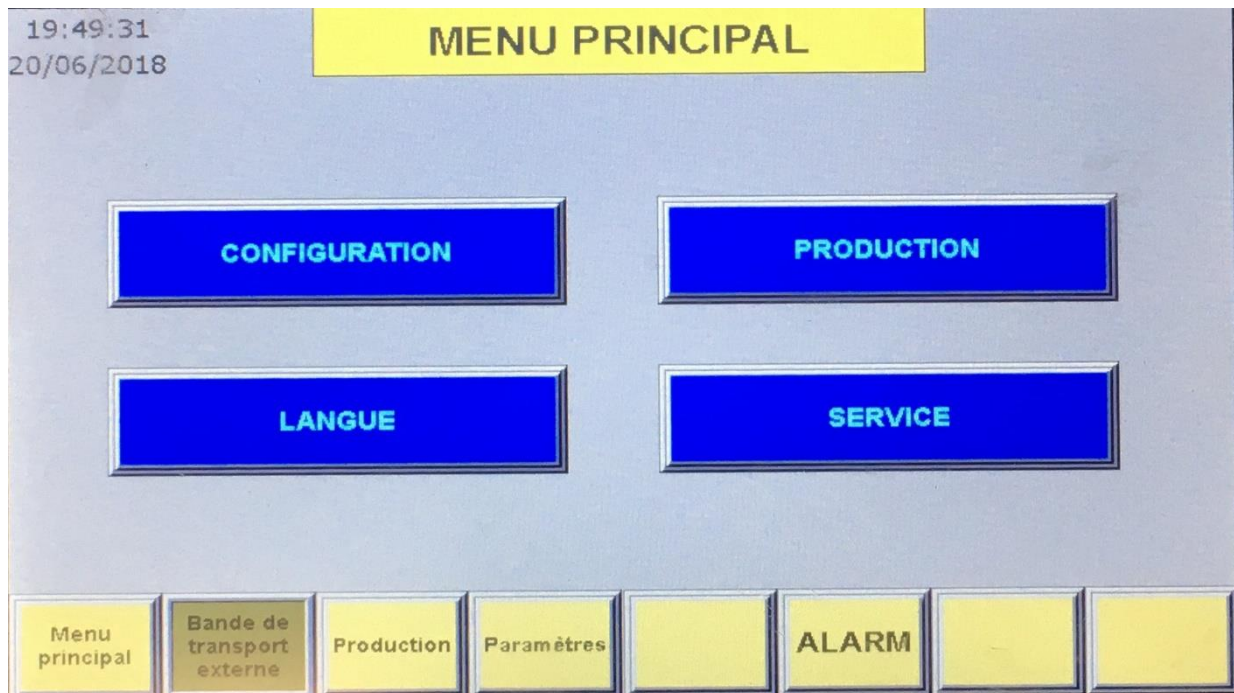 19:49:31
20/06/2018
MENU PRINCIPAL
CONFIGURATION
PRODUCTION
LANGUE
SERVICE
Menu
principal
Bande de
transport
externe
Production
Paramètres
ALARM